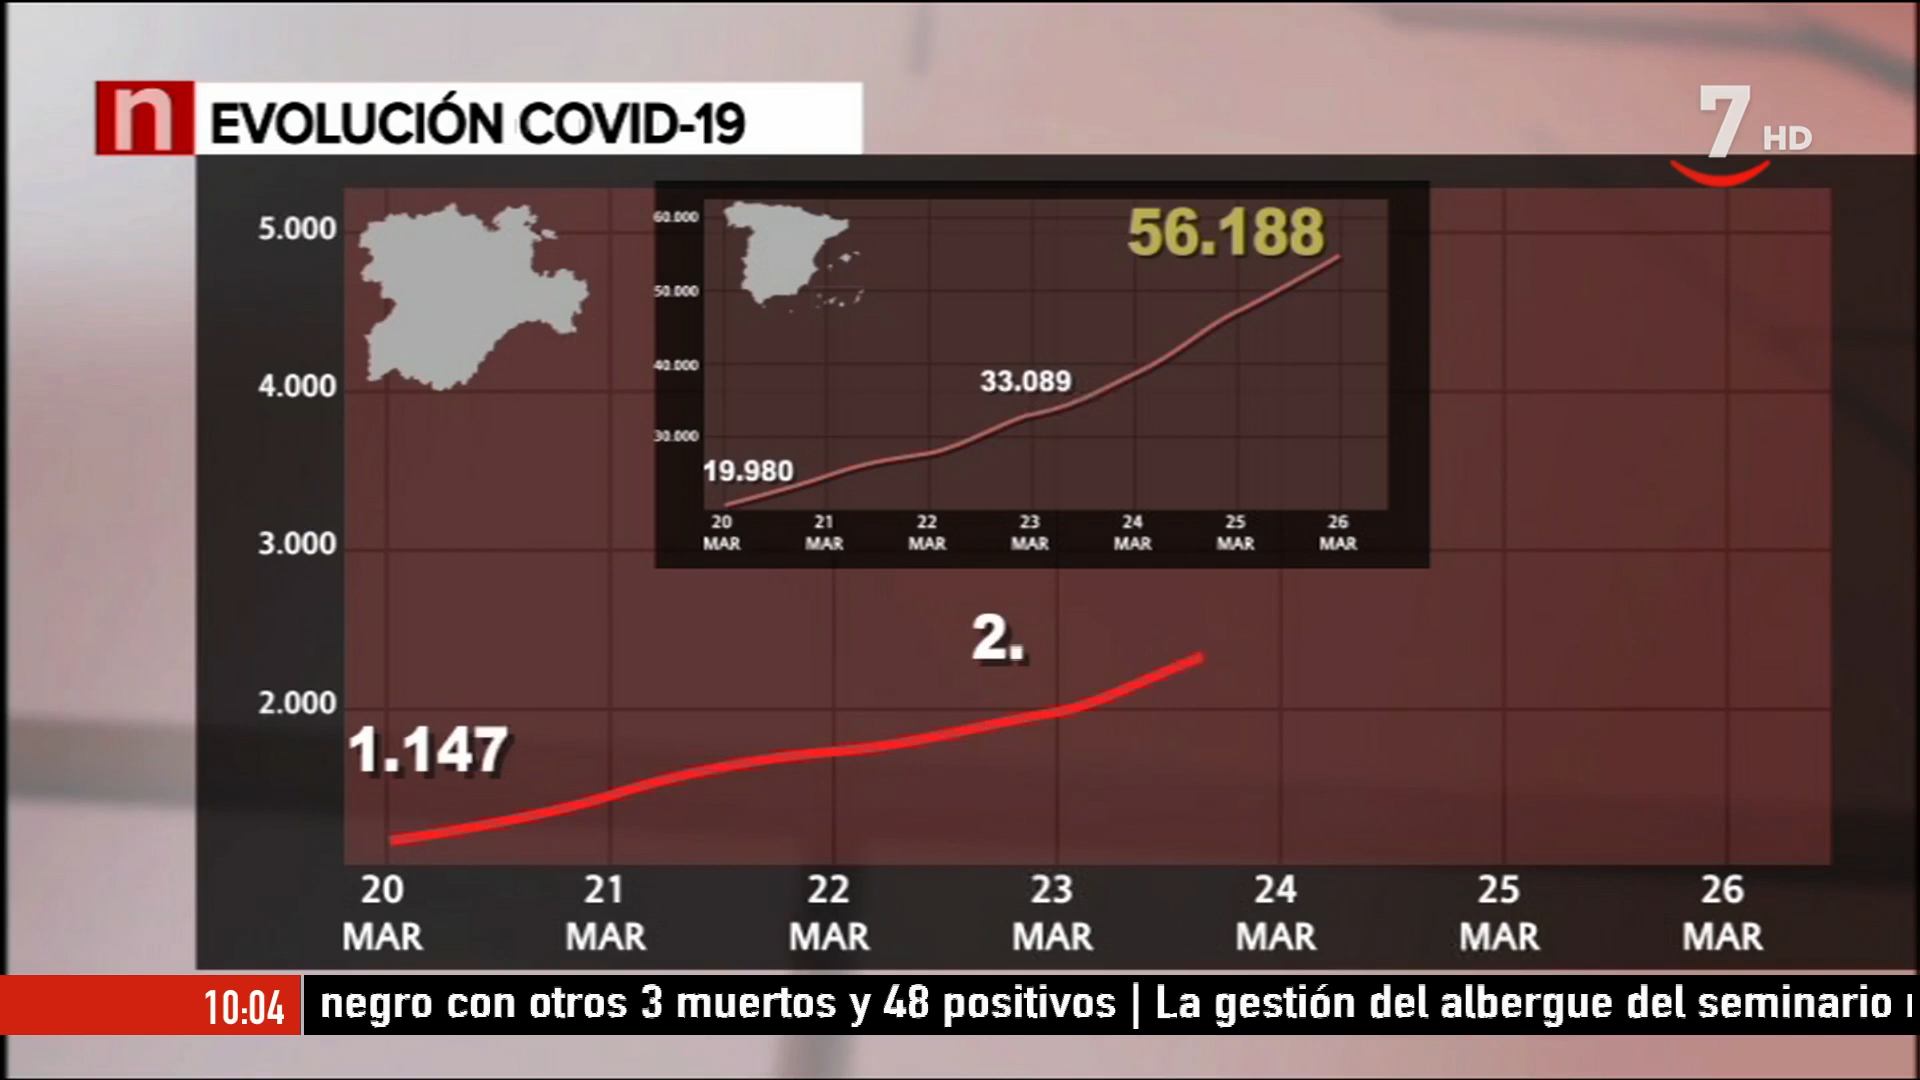 n
EVOLUCIÓN COVID-19
7 HD
5.000
4.000
3.000
2.000
60.000
50.000
40.000
30.000
56.188
33.089
19.980
20 21 22 23 24 25 26
MAR MAR MAR MAR MAR MAR MAR
2.
1.147
20 21 22 23 24 25 26
MAR MAR MAR MAR MAR MAR MAR
10:04 negro con otros 3 muertos y 48 positivos | La gestión del albergue del seminario